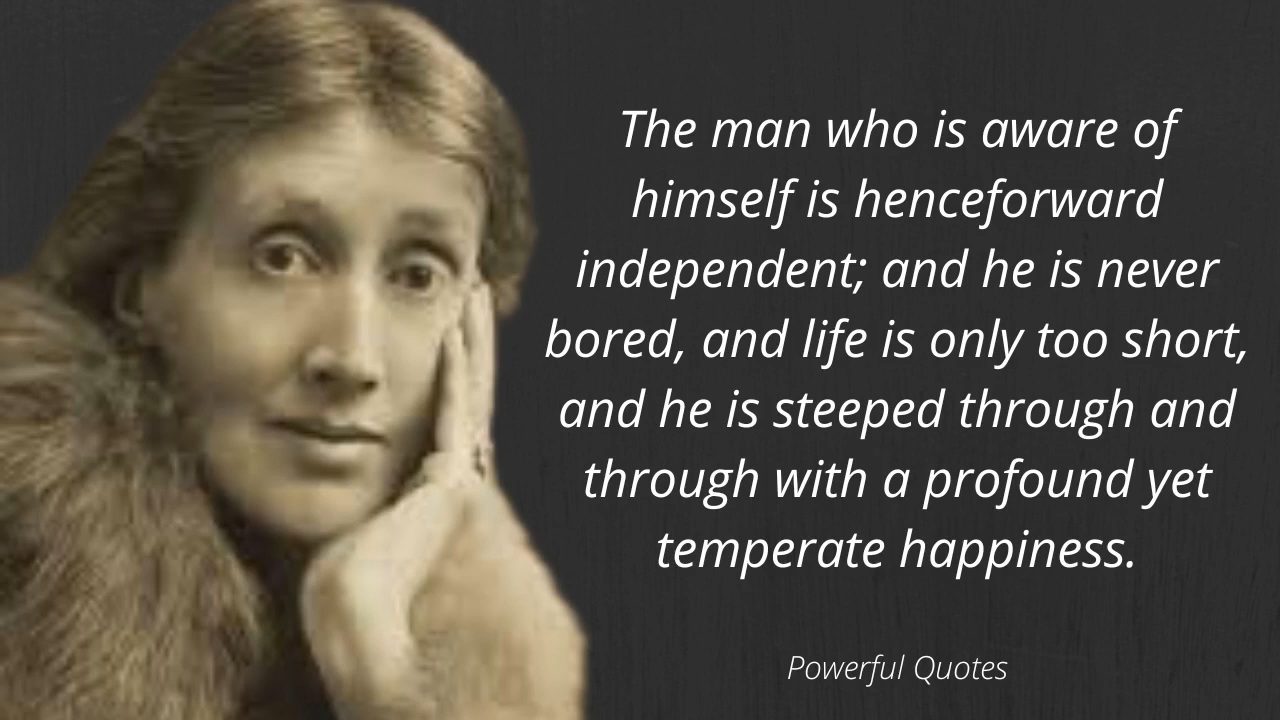 The man who is aware of
himself is henceforward
independent; and he is never
bored, and life is only too short,
and he is steeped through and
through with a profound yet
temperate happiness.
Powerful Quotes